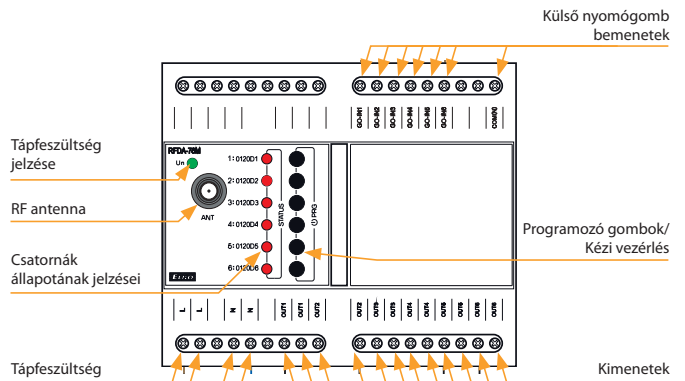 Külső nyomógomb
bemenetek
GO-IN1 GO-IN2 GO-IN3 GO-IN4 GO-IN5 GO-IN6 COM(N)
Tápfeszültség
jelzése
RFDA-76M
Un
RF antenna
ANT
1: 0120D1
2: 0120D2
3: 0120D3
4: 0120D4
5: 0120D5
6: 0120D6
STATUS
PRG
Programozó gombok/
Kézi vezérlés
Csatornák
állapotának jelzései
L L N N OUT1 OUT1 OUT2 OUT2 OUT3 OUT3 OUT4 OUT4 OUT5 OUT5 OUT6 OUT6
Tápfeszültség
Kimenetek